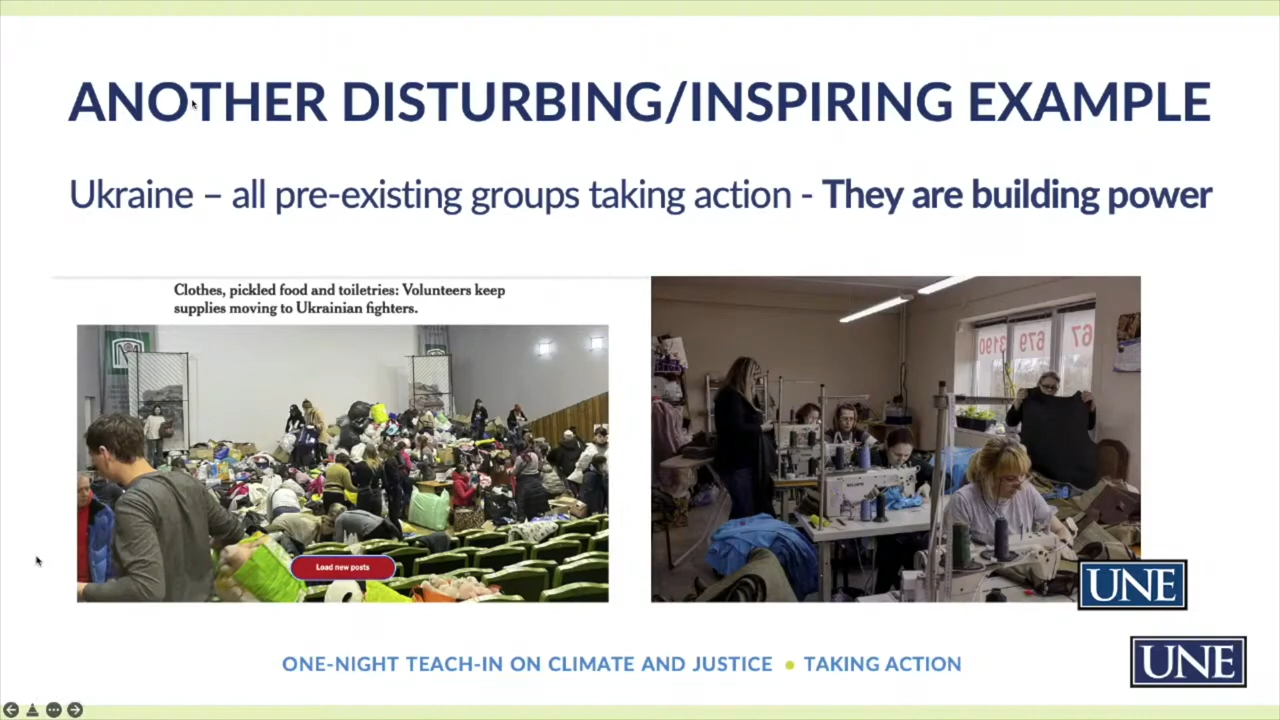 ANOTHER DISTURBING/INSPIRING EXAMPLE
Ukraine – all pre-existing groups taking action - They are building power
Clothes, pickled food and toiletries: Volunteers keep
supplies moving to Ukrainian fighters.
Load new posts
UNE
ONE-NIGHT TEACH-IN ON CLIMATE AND JUSTICE • TAKING ACTION
UNE